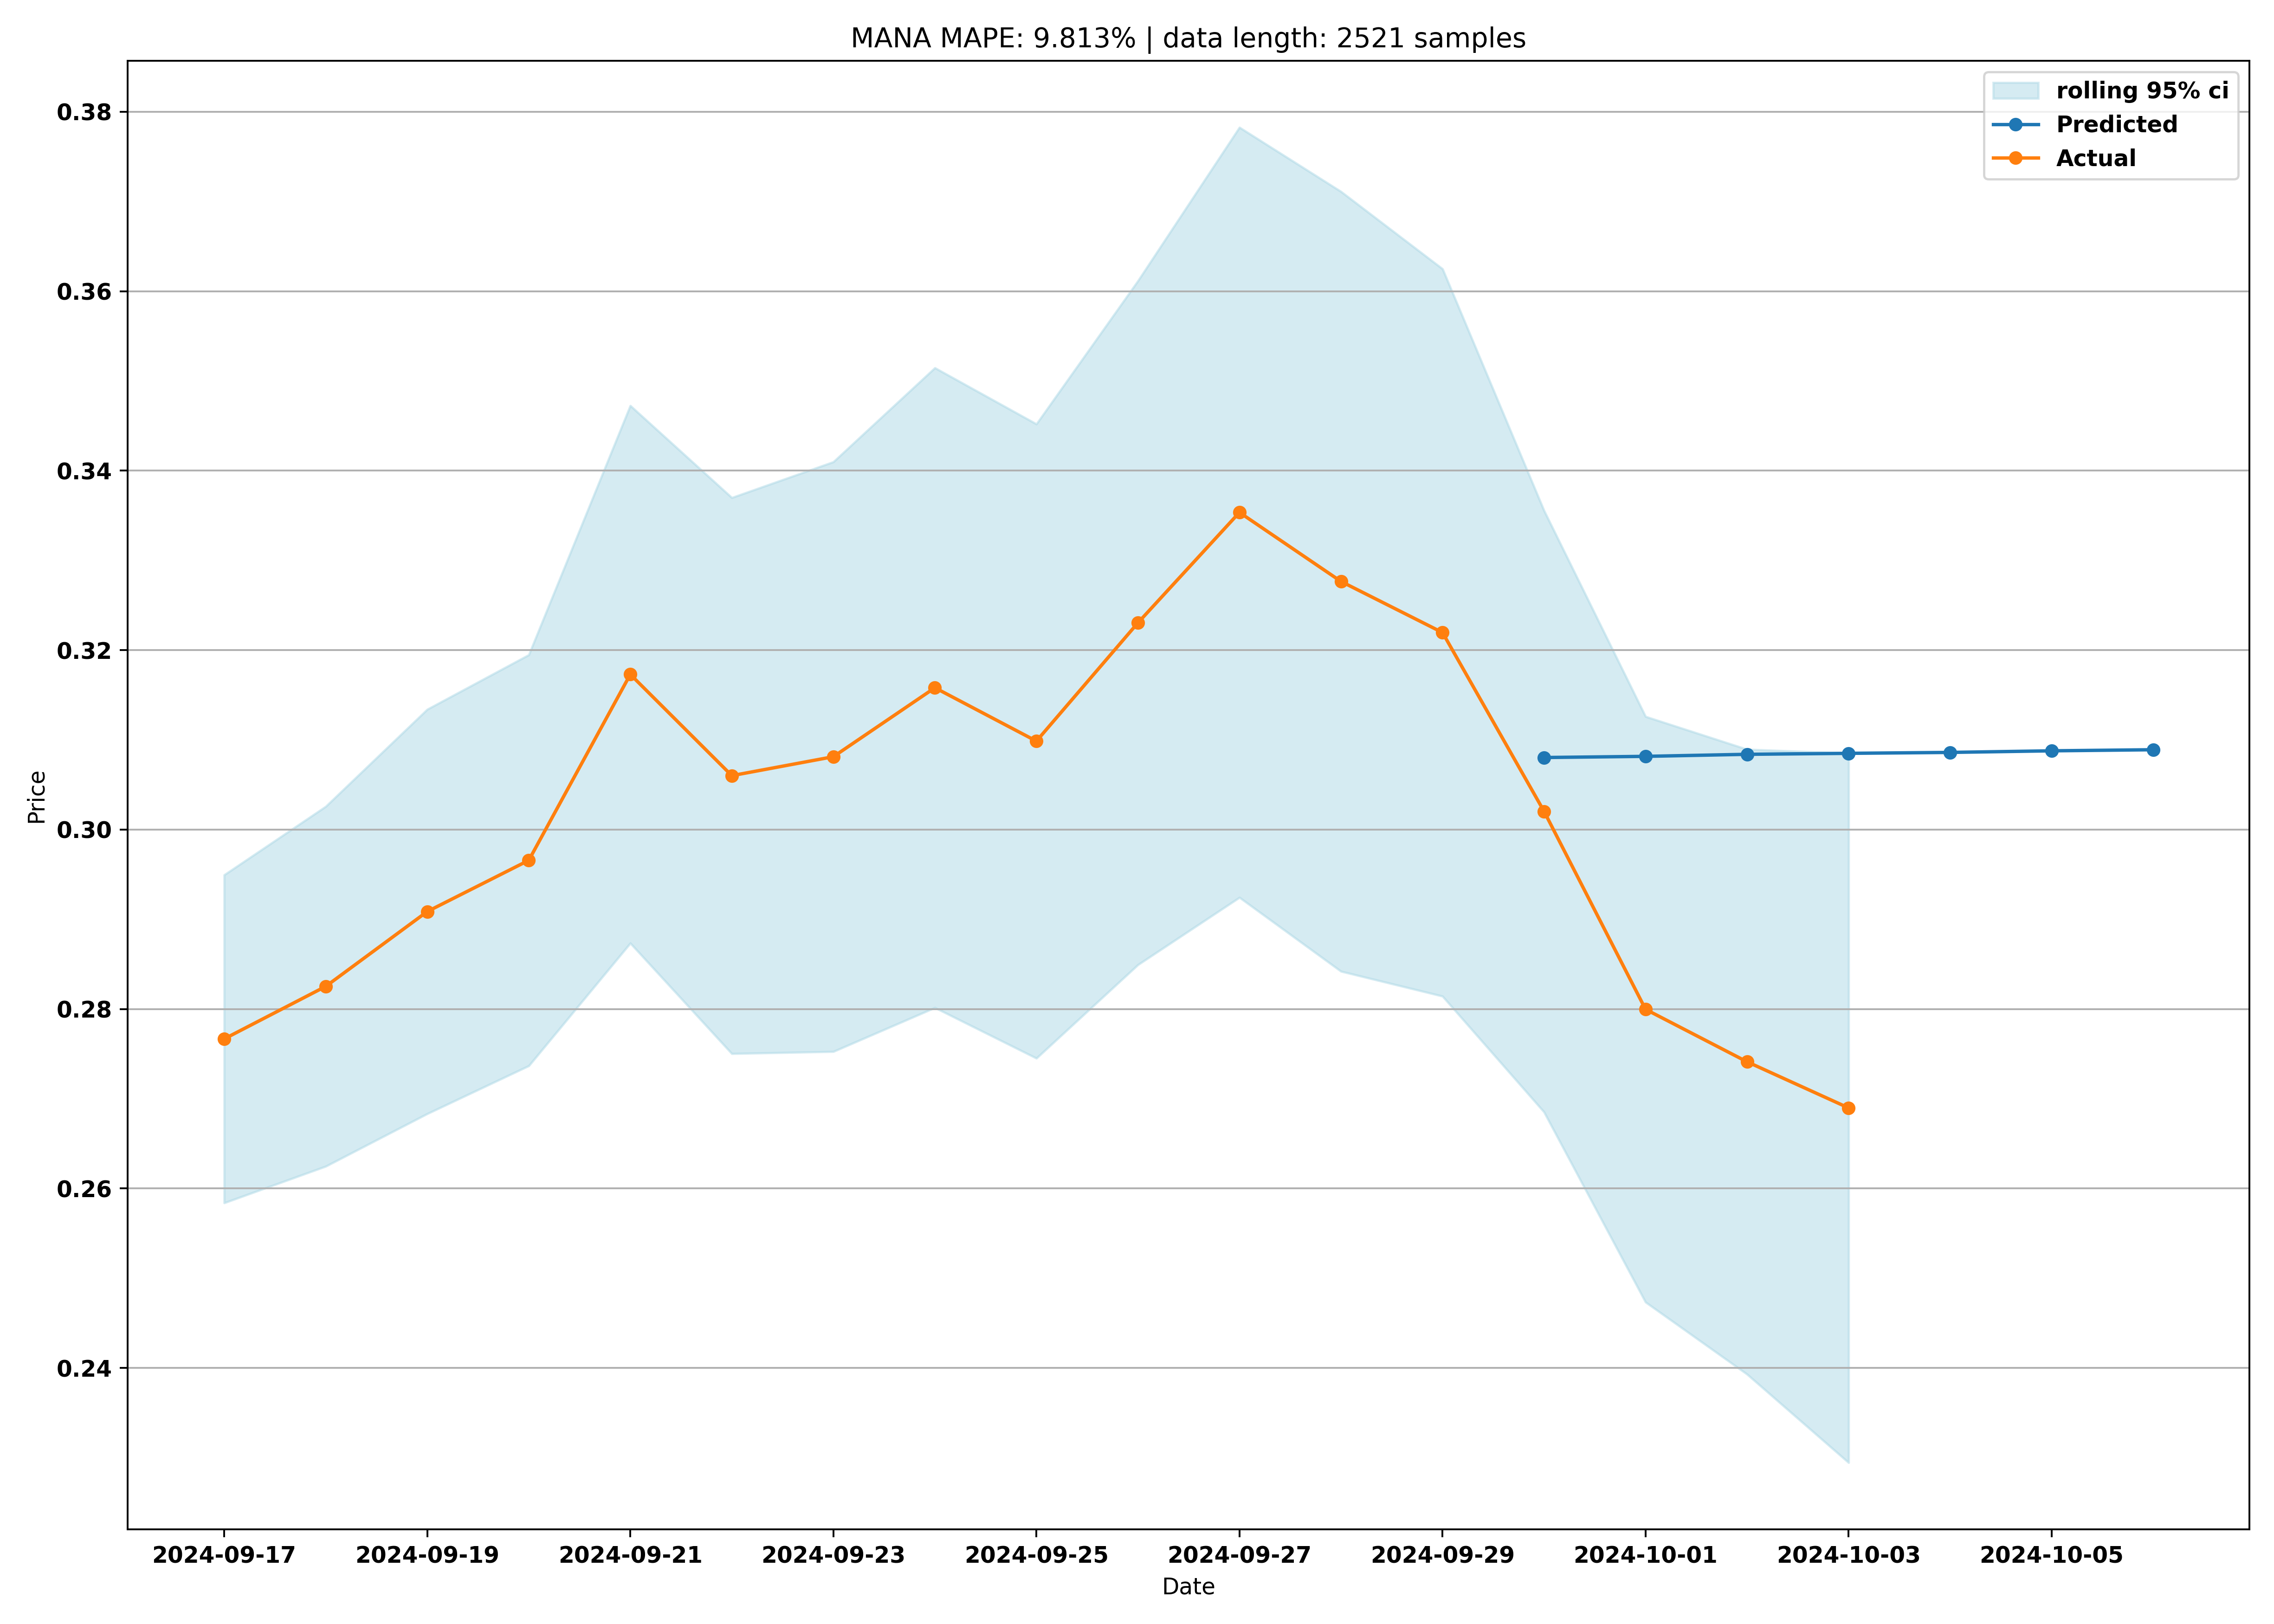 MANA MAPE: 9.813% | data length: 2521 samples
rolling 95% ci
Predicted
Actual
Price
0.38
0.36
0.34
0.32
0.30
0.28
0.26
0.24
2024-09-17 2024-09-19 2024-09-21 2024-09-23 2024-09-25 2024-09-27 2024-09-29 2024-10-01 2024-10-03 2024-10-05
Date